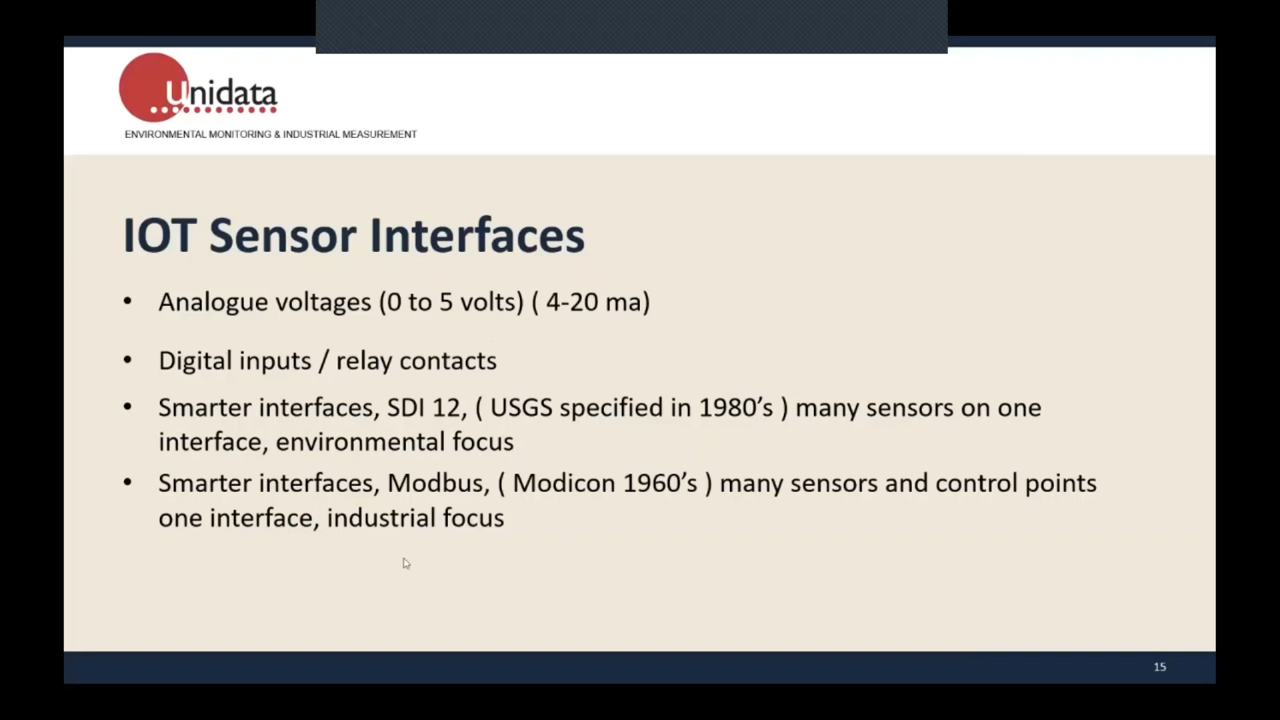 Unidata
ENVIRONMENTAL MONITORING & INDUSTRIAL MEASUREMENT
IOT Sensor Interfaces
• Analogue voltages (0 to 5 volts) ( 4-20 ma)
• Digital inputs / relay contacts
• Smarter interfaces, SDI 12, ( USGS specified in 1980’s ) many sensors on one
interface, environmental focus
• Smarter interfaces, Modbus, ( Modicon 1960’s ) many sensors and control points
one interface, industrial focus
15